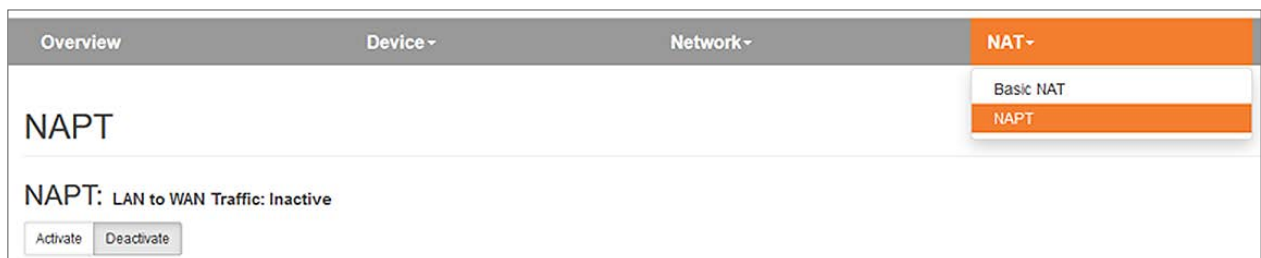 Overview Device Network NAT
Basic NAT
NAPT
NAPT
NAPT: LAN to WAN Traffic: Inactive
Activate Deactivate